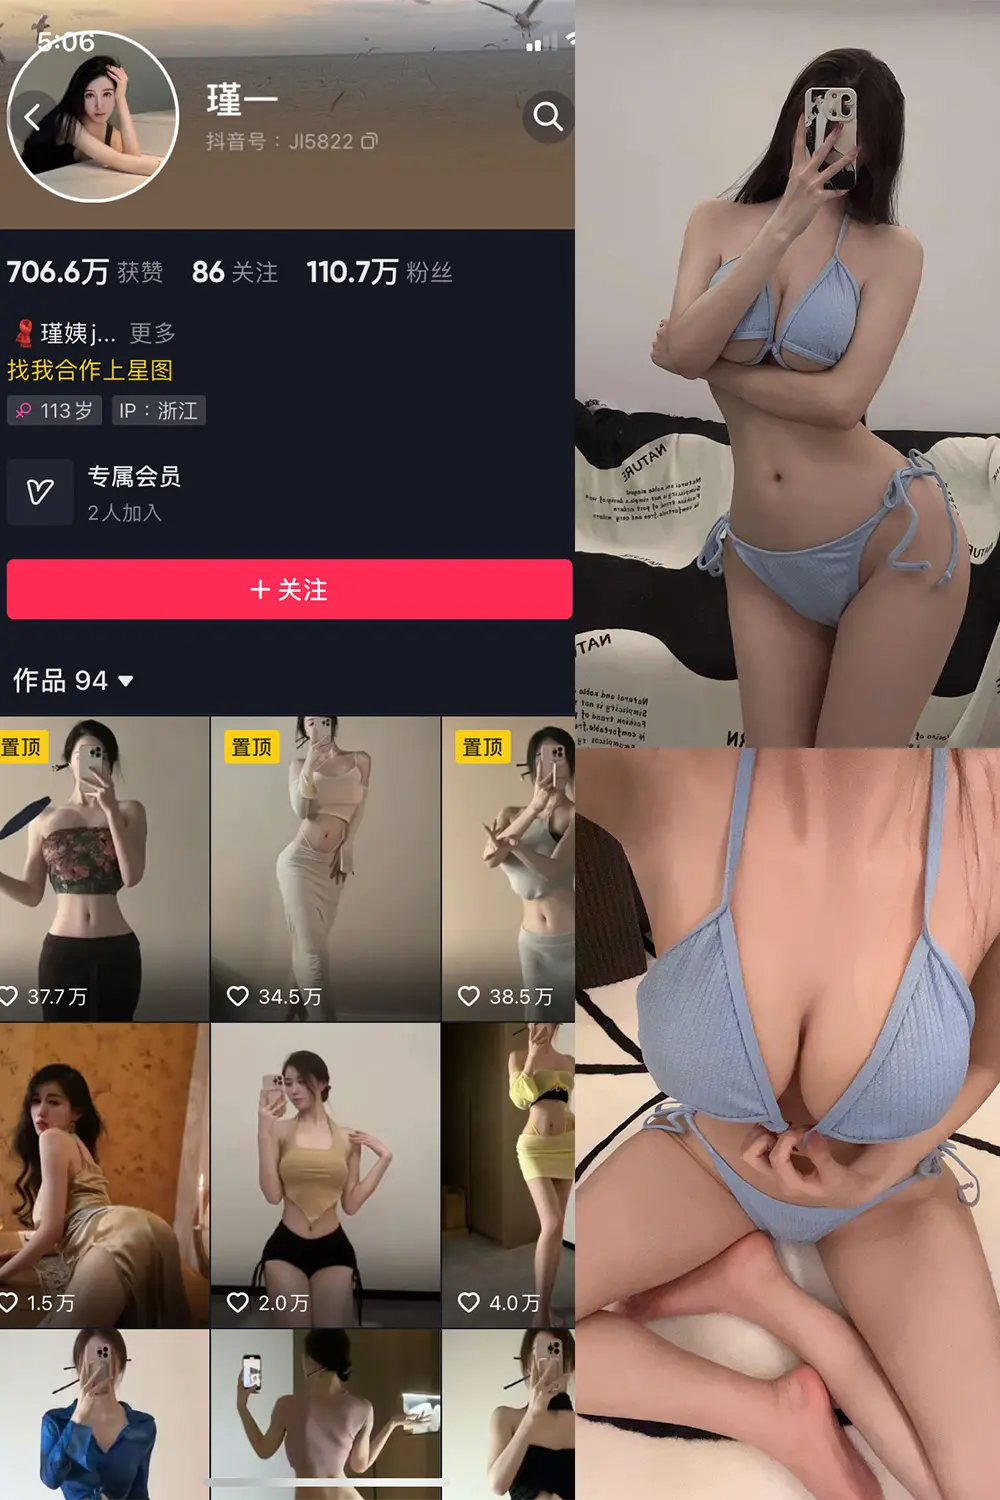 5:06
瑾一
抖音号：JI5822
706.6万 获赞 86 关注 110.7万 粉丝
瑾姨j... 更多
找我合作上星图
113岁 IP：浙江
专属会员
2人加入
+ 关注
作品 94
置顶 置顶 置顶
37.7万 34.5万 38.5万
1.5万 2.0万 4.0万
NATURE
NATURE